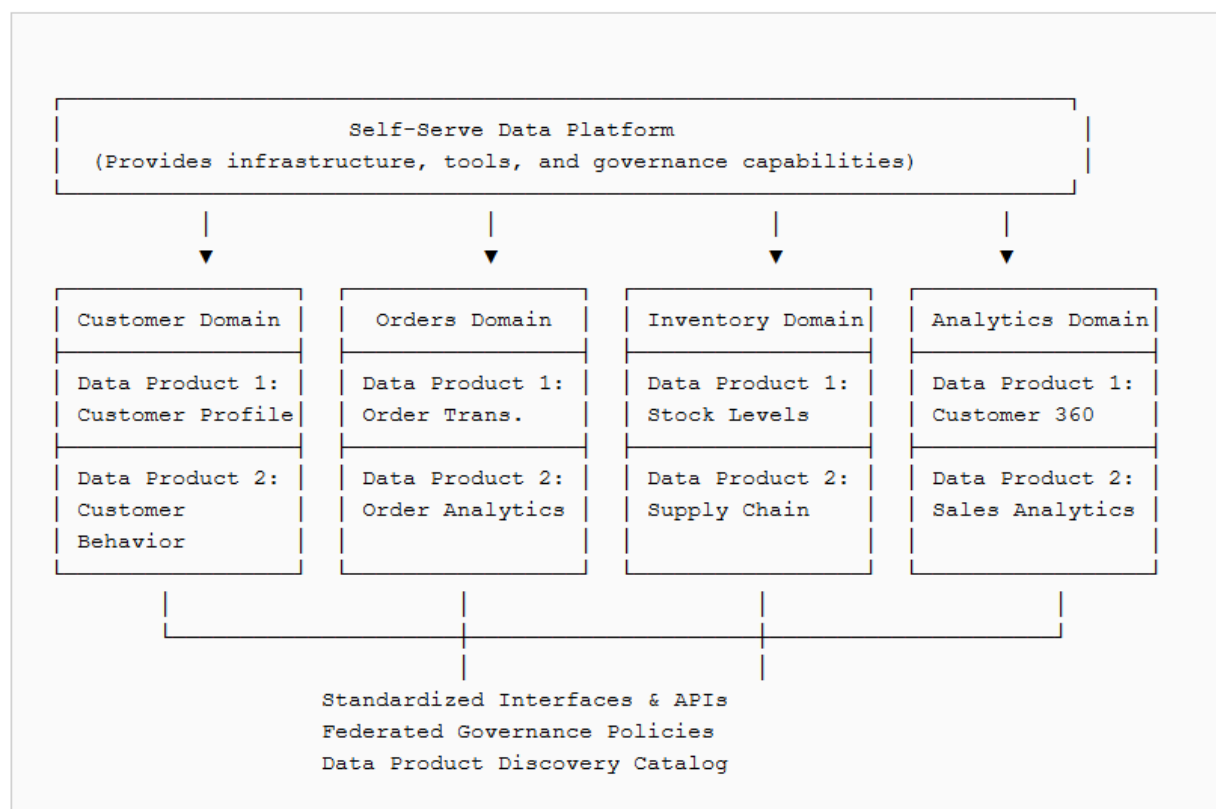 Self-Serve Data Platform
(Provides infrastructure, tools, and governance capabilities)
Customer Domain
Data Product 1:
Customer Profile
Data Product 2:
Customer
Behavior
Orders Domain
Data Product 1:
Order Trans.
Data Product 2:
Order Analytics
Inventory Domain
Data Product 1:
Stock Levels
Data Product 2:
Supply Chain
Analytics Domain
Data Product 1:
Customer 360
Data Product 2:
Sales Analytics
Standardized Interfaces & APIs
Federated Governance Policies
Data Product Discovery Catalog